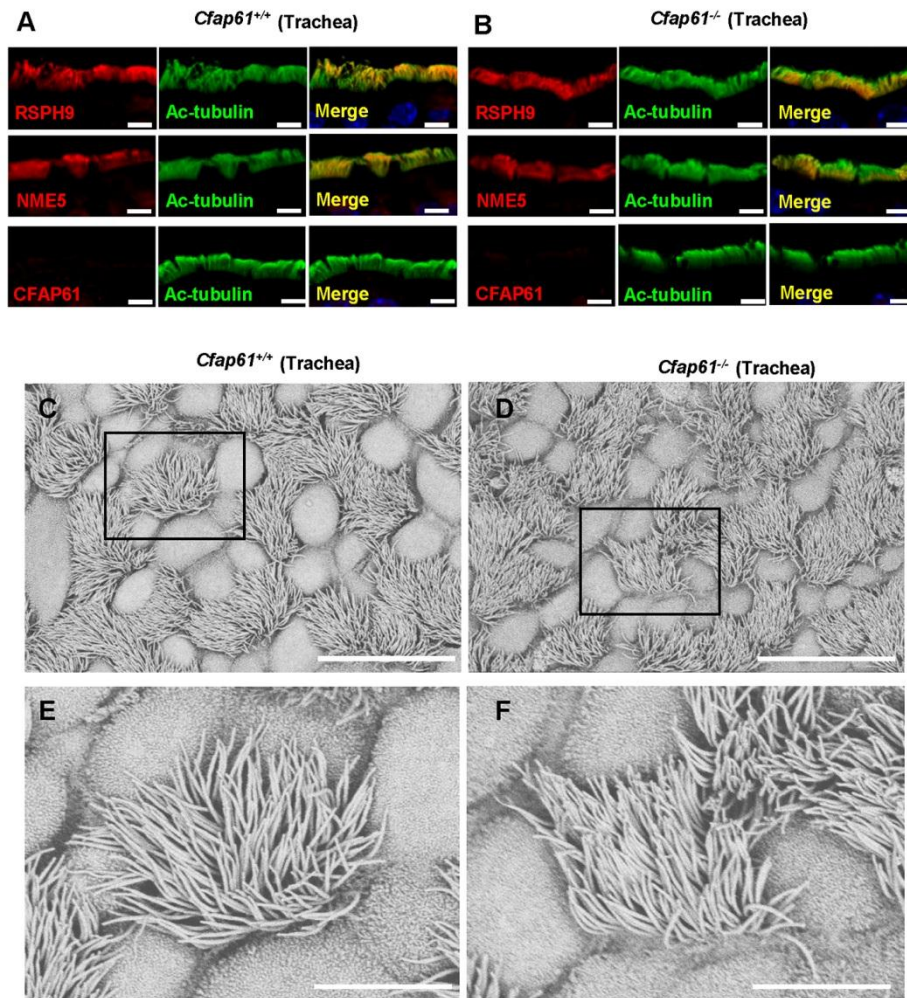 A Cfap61+/+ (Trachea) B Cfap61-/- (Trachea)
RSPH9 Ac-tubulin Merge RSPH9 Ac-tubulin Merge
NME5 Ac-tubulin Merge NME5 Ac-tubulin Merge
CFAP61 Ac-tubulin Merge CFAP61 Ac-tubulin Merge
Cfap61+/+ (Trachea) Cfap61-/- (Trachea)
C D
E F